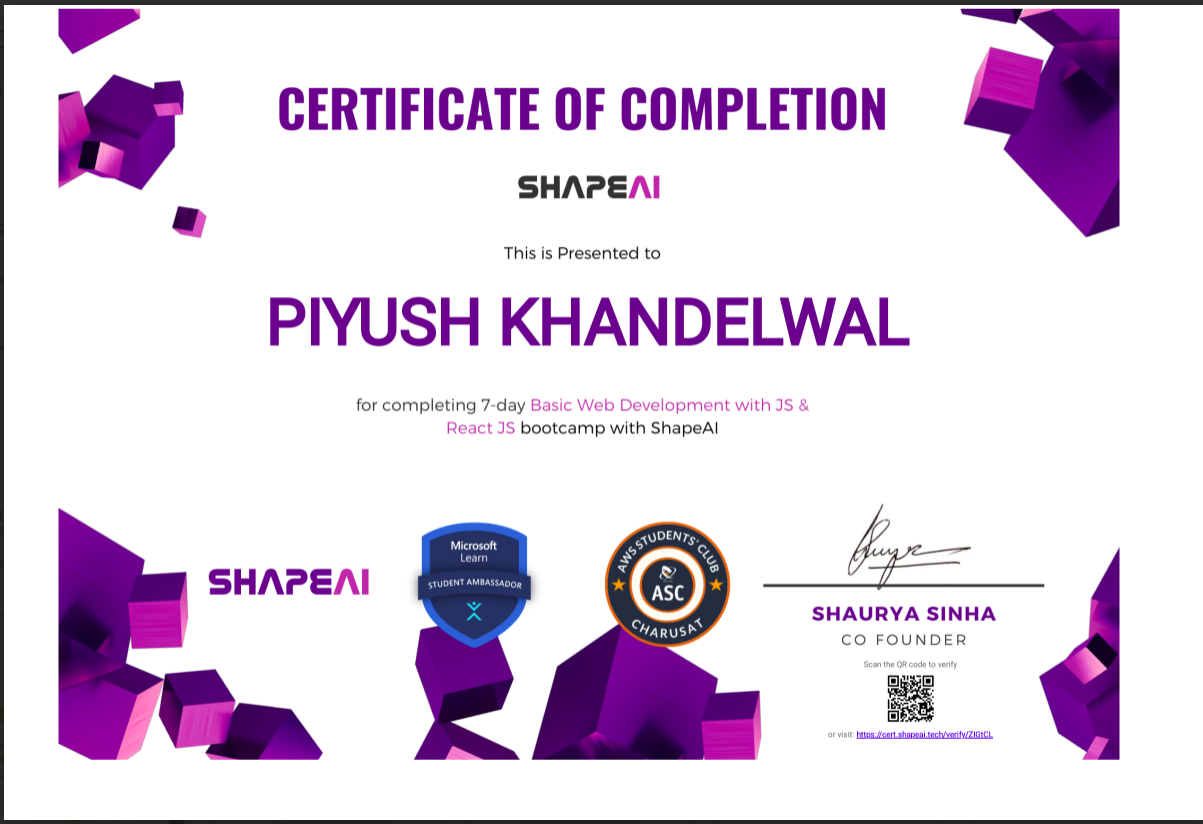 CERTIFICATE OF COMPLETION
SHAPEAI
This is Presented to
PIYUSH KHANDELWAL
for completing 7-day Basic Web Development with JS &
React JS bootcamp with ShapeAI
SHAPEAI
Microsoft
Learn
STUDENT AMBASSADOR
AWS STUDENTS' CLUB
ASC
CHARUSAT
SHAURYA SINHA
CO FOUNDER
Scan the QR code to verify
or visit: https://cert.shapeai.tech/verify/ZIGtCL